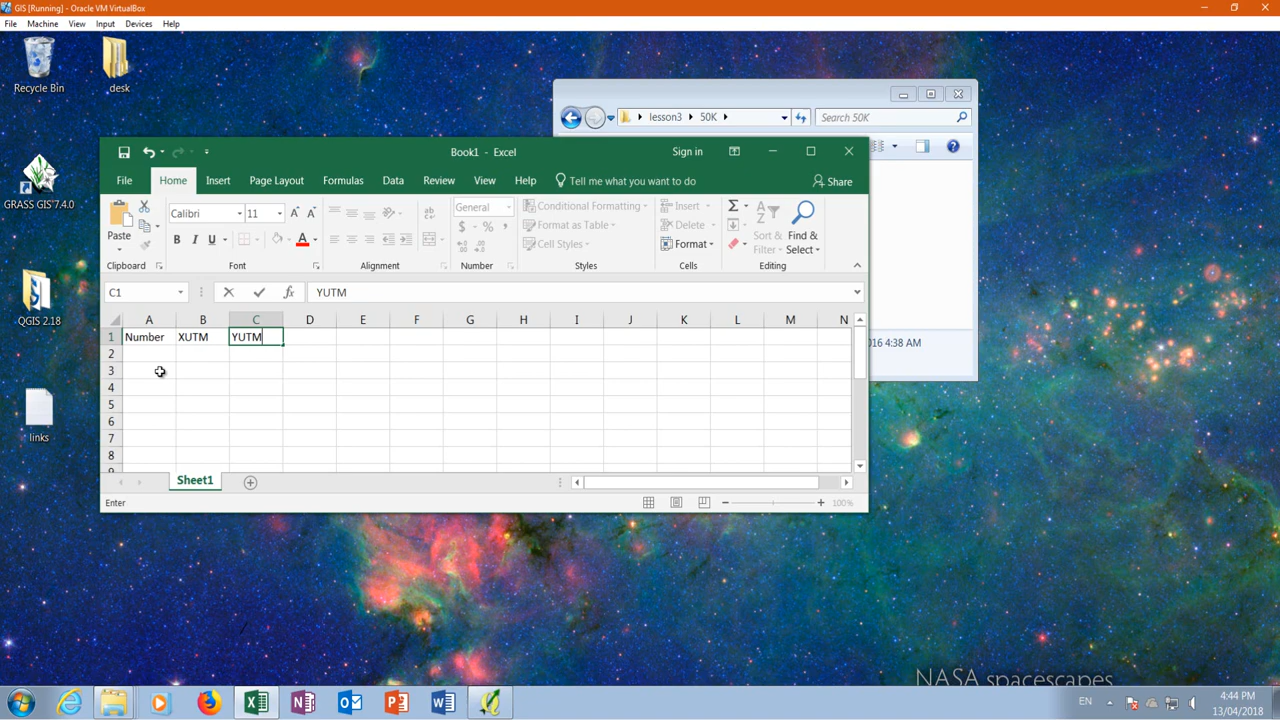 GIS [Running] - Oracle VM VirtualBox
File Machine View Input Devices Help
Recycle Bin
desk
GRASS GIS 7.4.0
QGIS 2.18
links
lesson3 50K
Search 50K
Book1 - Excel
Sign in
File Home Insert Page Layout Formulas Data Review View Help Tell me what you want to do Share
Paste
Calibri 11
General
Conditional Formatting
Format as Table
Cell Styles
Insert
Delete
Format
Sort & Filter
Find & Select
Clipboard Font Alignment Number Styles Cells Editing
C1
YUTM
A B C D E F G H I J K L M N
1 Number XUTM YUTM
2
3
4
5
6
7
8
Sheet1
Enter
100%
2016 4:38 AM
NASA spacescapes
EN
4:44 PM
13/04/2018